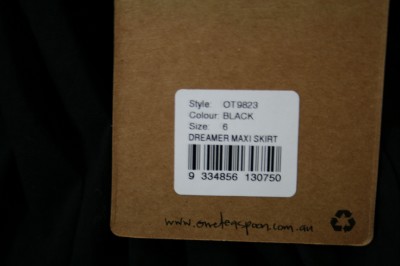 Style: OT9823
Colour: BLACK
Size: 6
DREAMER MAXI SKIRT
9 334856 130750
www.oneteaspoon.com.au